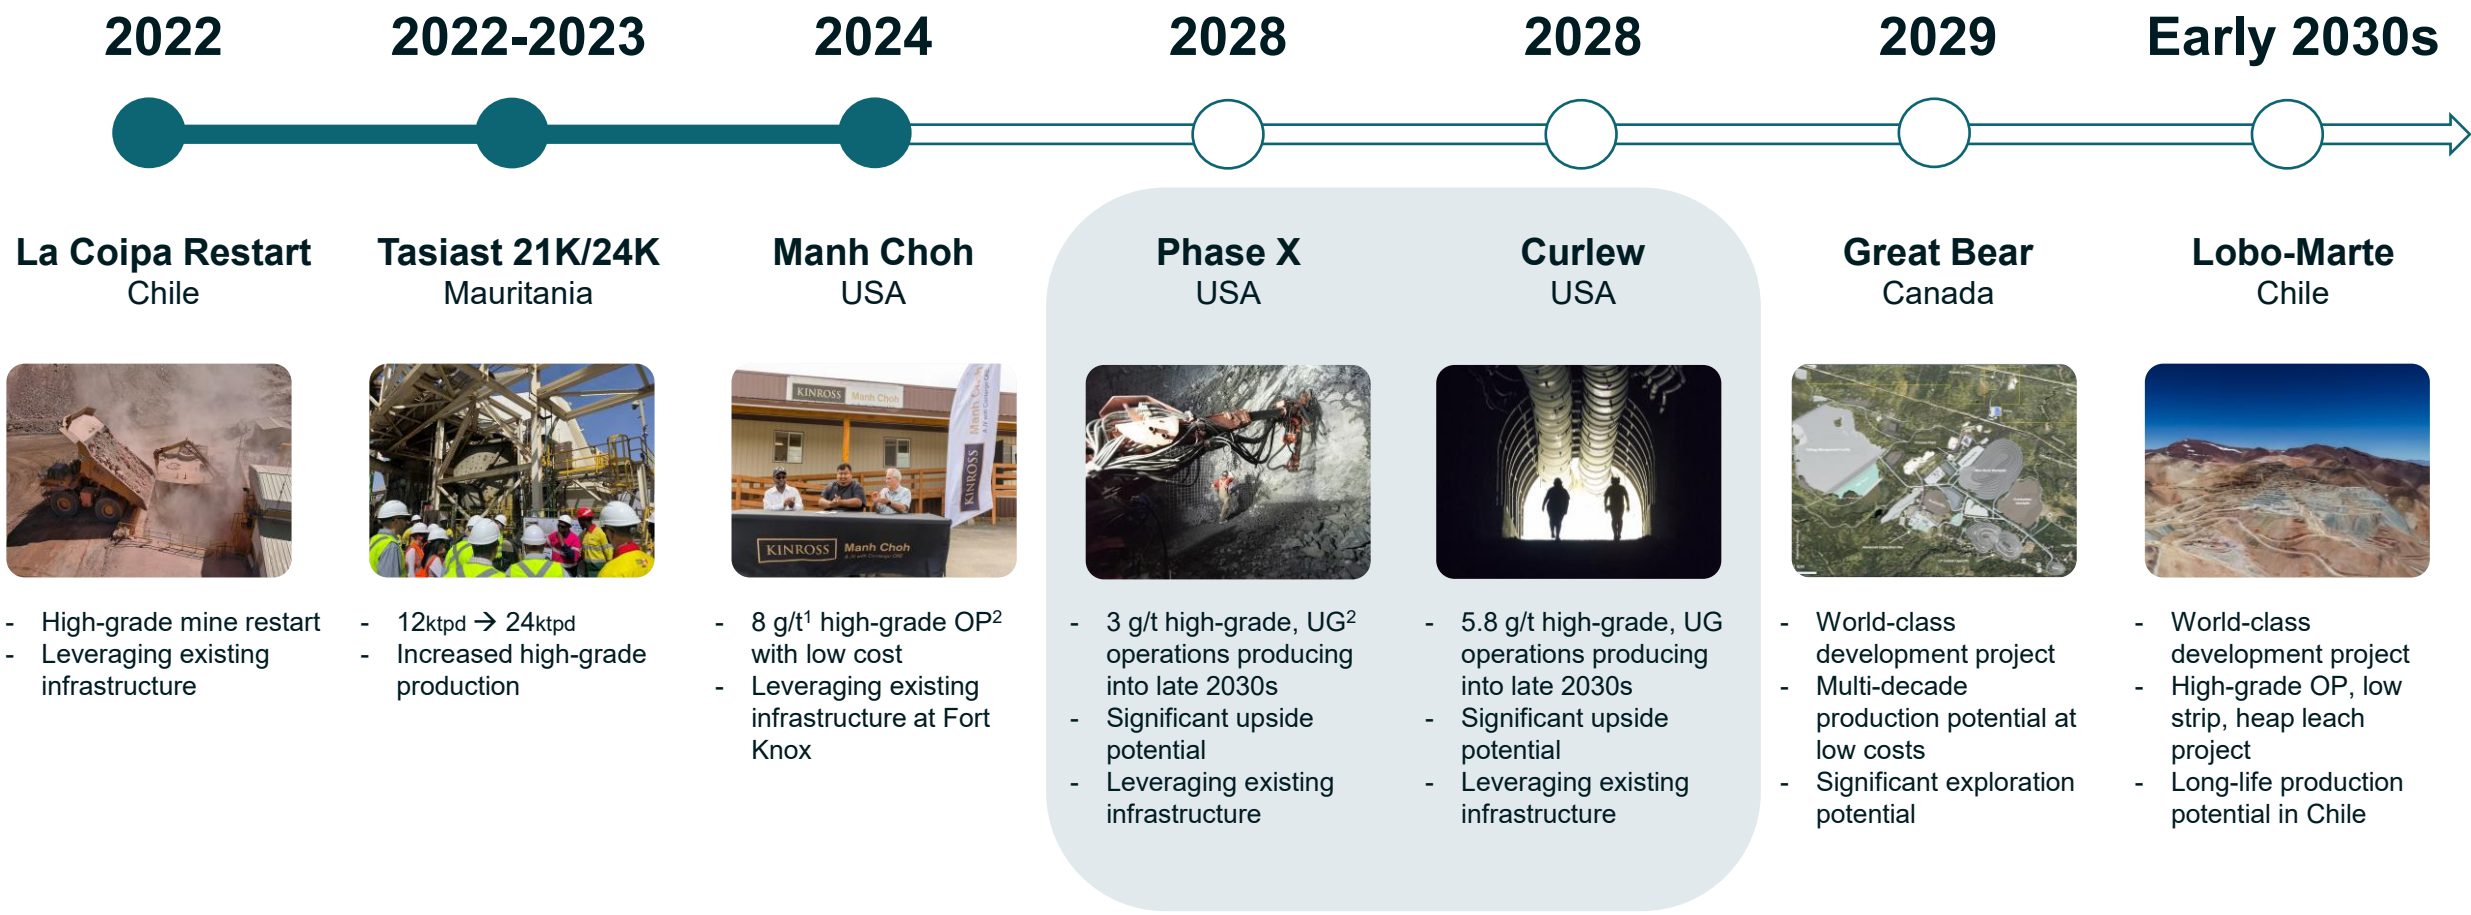 2022
2022-2023
2024
2028
2028
2029
Early 2030s
La Coipa Restart
Chile
Tasiast 21K/24K
Mauritania
Manh Choh
USA
Phase X
USA
Curlew
USA
Great Bear
Canada
Lobo-Marte
Chile
KINROSS Manh Choh
KINROSS
Manh Choh
KINROSS Manh Choh
- High-grade mine restart
- Leveraging existing
infrastructure
- 12ktpd → 24ktpd
- Increased high-grade
production
- 8 g/t¹ high-grade OP²
with low cost
- Leveraging existing
infrastructure at Fort
Knox
- 3 g/t high-grade, UG²
operations producing
into late 2030s
- Significant upside
potential
- Leveraging existing
infrastructure
- 5.8 g/t high-grade, UG
operations producing
into late 2030s
- Significant upside
potential
- Leveraging existing
infrastructure
- World-class
development project
- Multi-decade
production potential at
low costs
- Significant exploration
potential
- World-class
development project
- High-grade OP, low
strip, heap leach
project
- Long-life production
potential in Chile